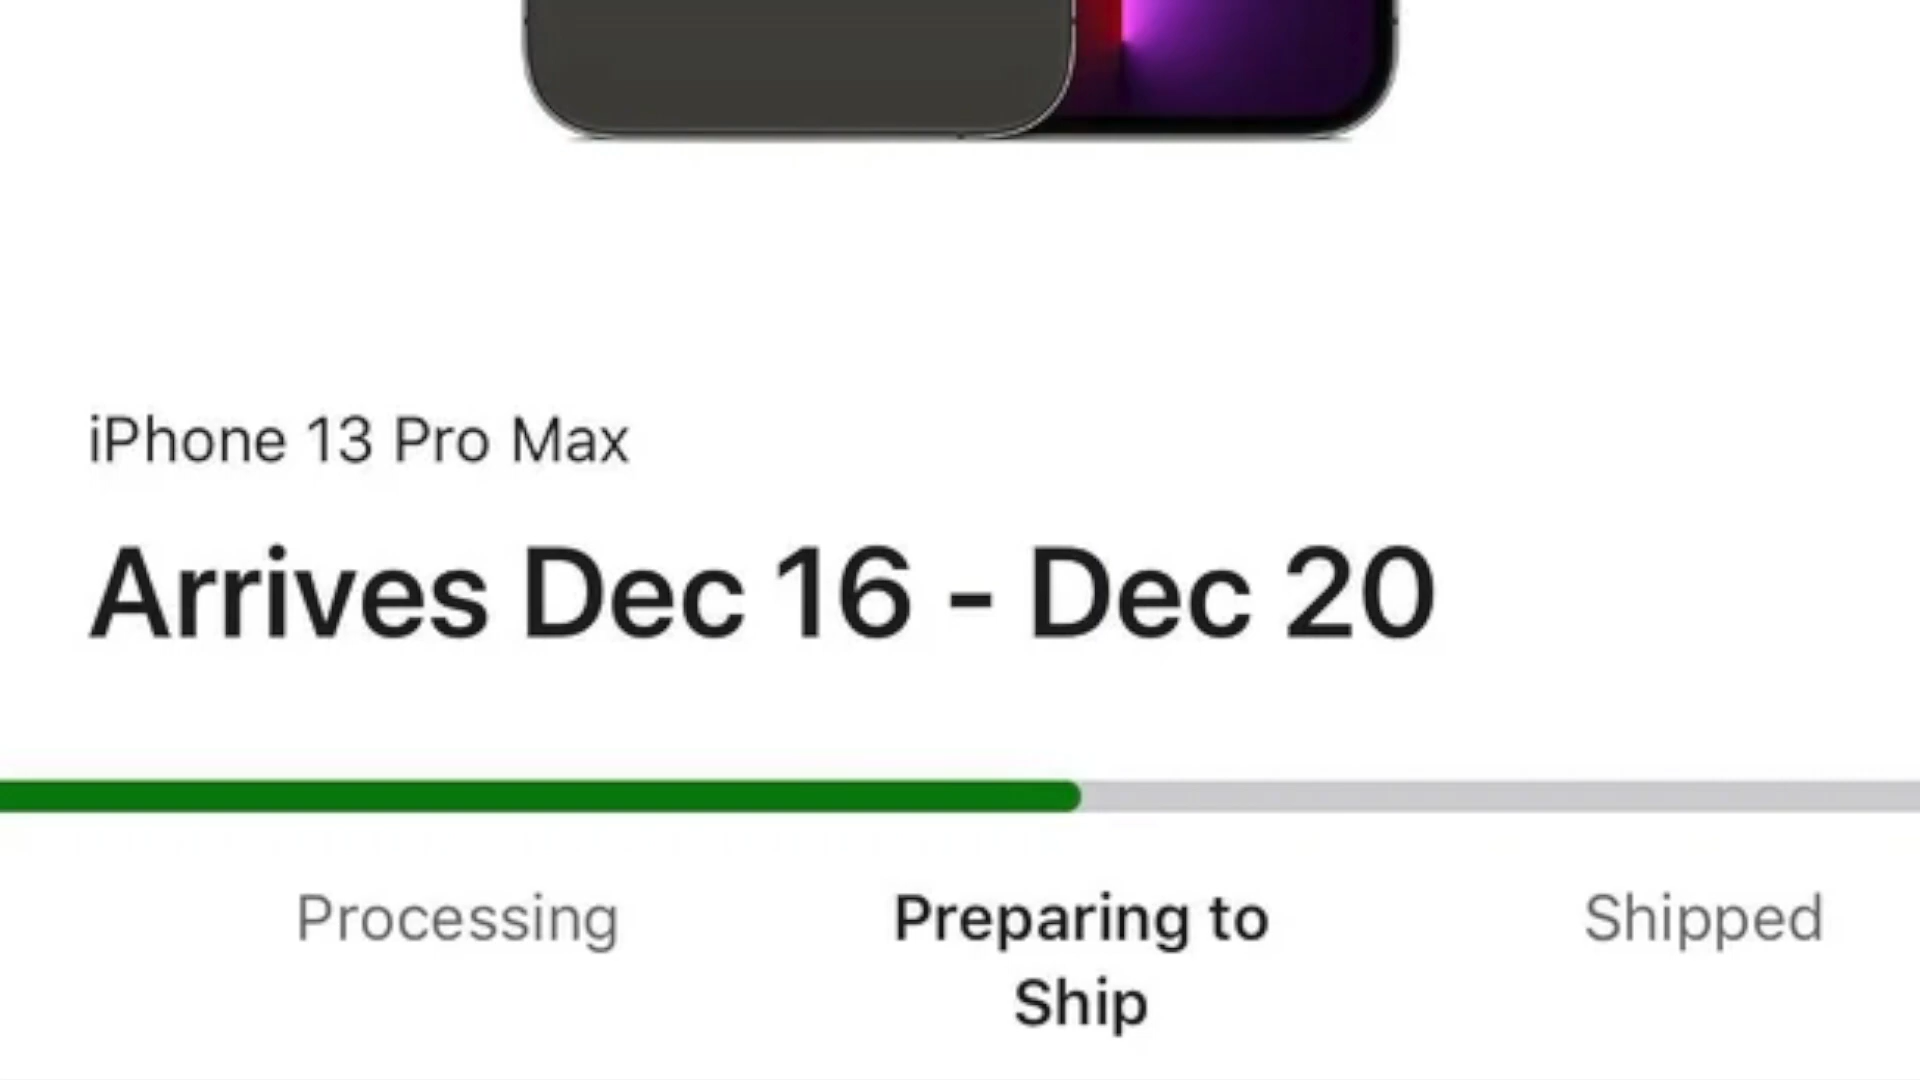 iPhone 13 Pro Max
Arrives Dec 16 - Dec 20
Processing
Preparing to
Ship
Shipped